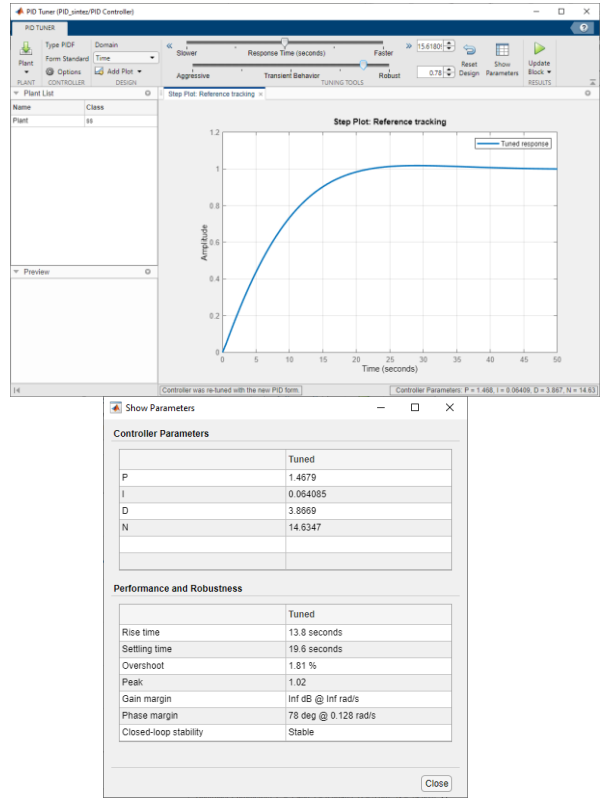 PID Tuner (PID_sintez/PID Controller)
PID TUNER
Type PIDF
Form Standard
Options
Plant
PLANT
CONTROLLER
Domain
Time
Add Plot
DESIGN
Slower
Response Time (seconds)
Faster
Aggressive
Transient Behavior
Robust
TUNING TOOLS
15.6180
0.78
Reset
Design
Show
Parameters
Update
Block
RESULTS
Plant List
Name
Class
Plant
ss
Preview
Step Plot: Reference tracking
Step Plot: Reference tracking
Tuned response
Amplitude
1.2
1
0.8
0.6
0.4
0.2
0
0 5 10 15 20 25 30 35 40 45 50
Time (seconds)
Controller was re-tuned with the new PID form.
Controller Parameters: P = 1.468, I = 0.06409, D = 3.867, N = 14.63
Show Parameters
Controller Parameters
Tuned
P 1.4679
I 0.064085
D 3.8669
N 14.6347
Performance and Robustness
Tuned
Rise time 13.8 seconds
Settling time 19.6 seconds
Overshoot 1.81 %
Peak 1.02
Gain margin Inf dB @ Inf rad/s
Phase margin 78 deg @ 0.128 rad/s
Closed-loop stability Stable
Close